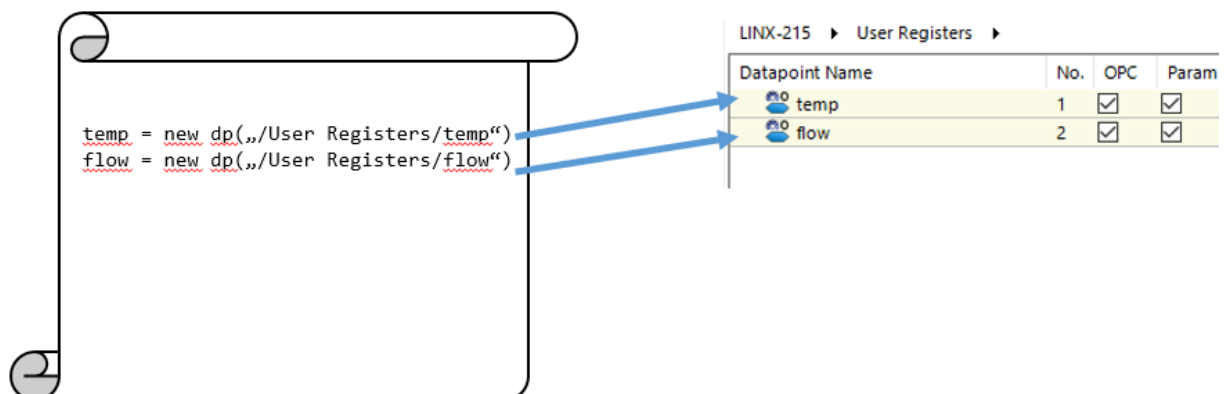 temp = new dp(„/User Registers/temp“)
flow = new dp(„/User Registers/flow“)
LINX-215 ▸ User Registers ▸
Datapoint Name No. OPC Param
temp 1
flow 2